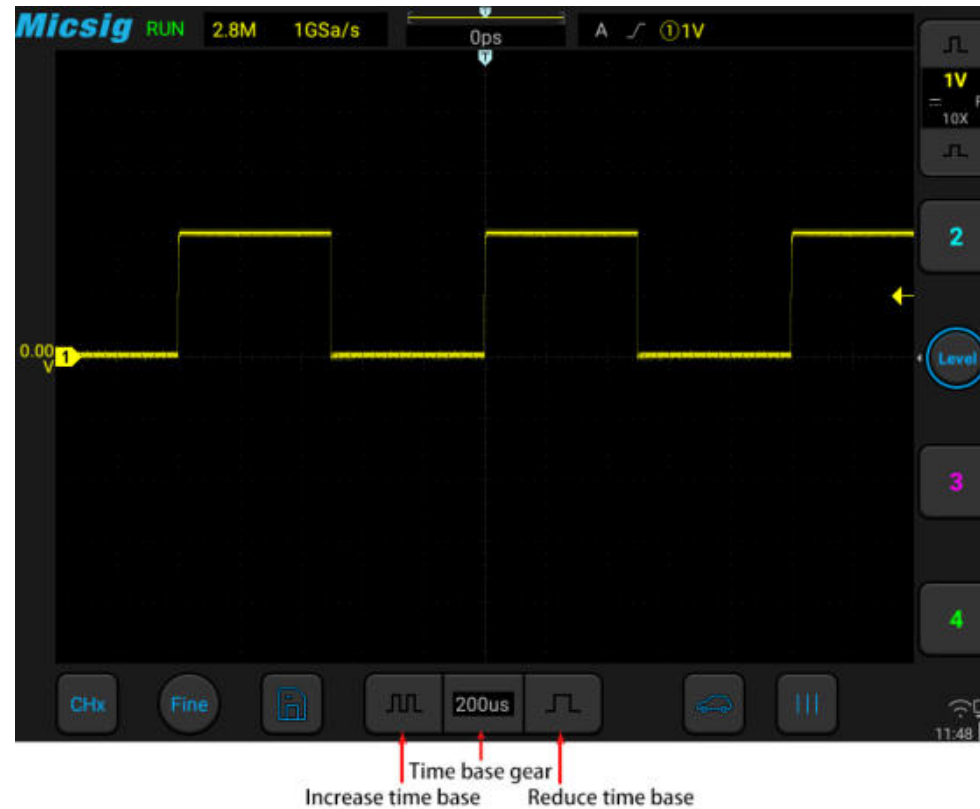 Micsig RUN 2.8M 1GSa/s 0ps A ①1V
T
1V
10X
2
0.00
V
1
Level
3
4
CHx Fine 200us
11:48
Time base gear
Increase time base Reduce time base